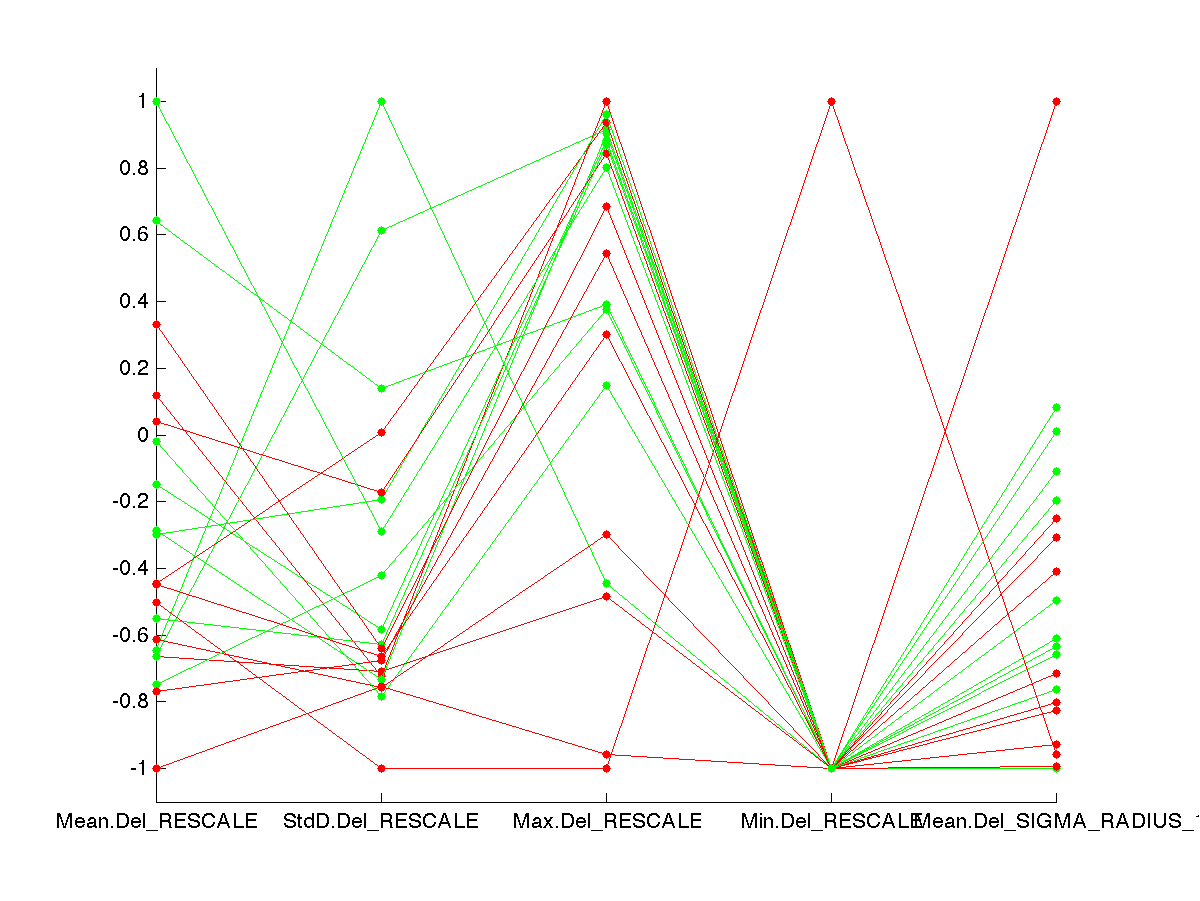 1
0.8
0.6
0.4
0.2
0
-0.2
-0.4
-0.6
-0.8
-1
Mean.Del_RESCALE
StdD.Del_RESCALE
Max.Del_RESCALE
Min.Del_RESCALE
Mean.Del_SIGMA_RADIUS_1